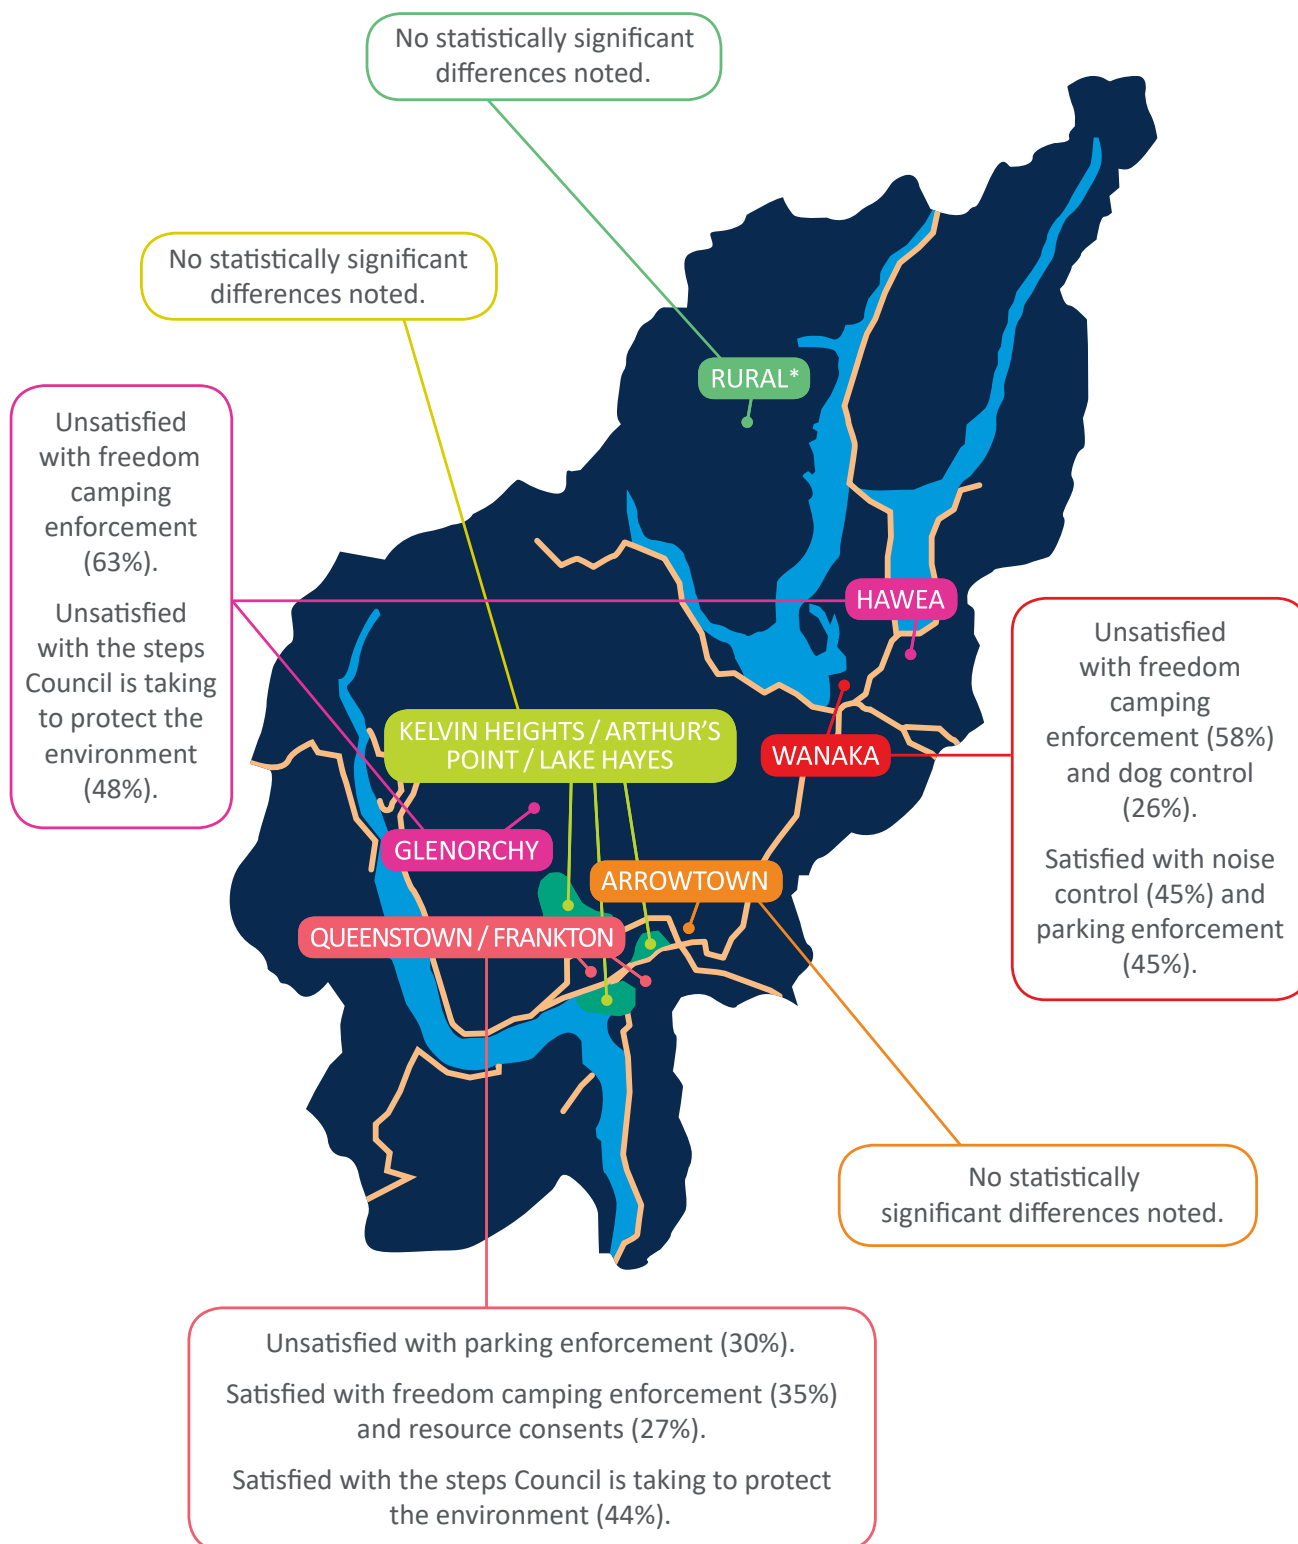 No statistically significant
differences noted.
No statistically significant
differences noted.
RURAL*
Unsatisfied
with freedom
camping
enforcement
(63%).
Unsatisfied
with the steps
Council is taking
to protect the
environment
(48%).
HAWEA
Unsatisfied
with freedom
camping
enforcement (58%)
and dog control
(26%).
Satisfied with noise
control (45%) and
parking enforcement
(45%).
KELVIN HEIGHTS / ARTHUR'S
POINT / LAKE HAYES
WANAKA
GLENORCHY
ARROWTOWN
QUEENSTOWN / FRANKTON
No statistically
significant differences noted.
Unsatisfied with parking enforcement (30%).
Satisfied with freedom camping enforcement (35%)
and resource consents (27%).
Satisfied with the steps Council is taking to protect
the environment (44%).